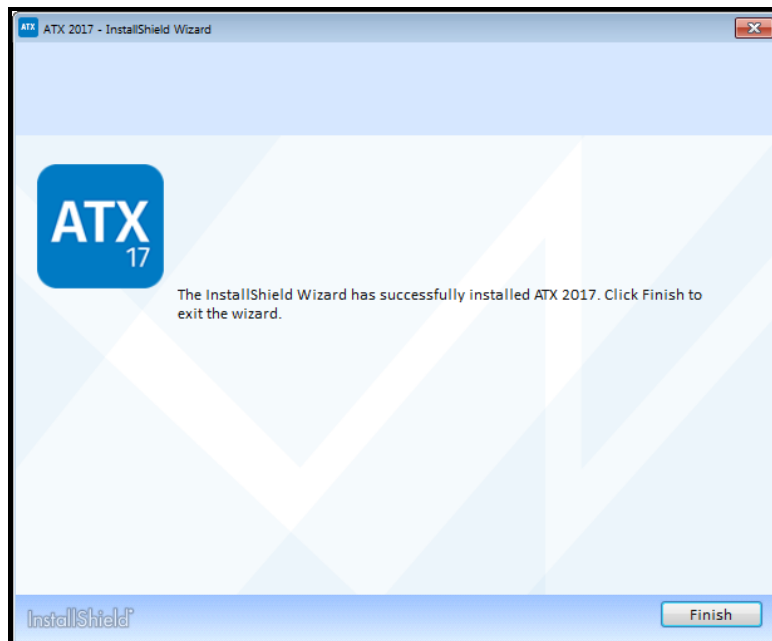 ATX ATX 2017 - InstallShield Wizard
ATX
17
The InstallShield Wizard has successfully installed ATX 2017. Click Finish to
exit the wizard.
InstallShield
Finish